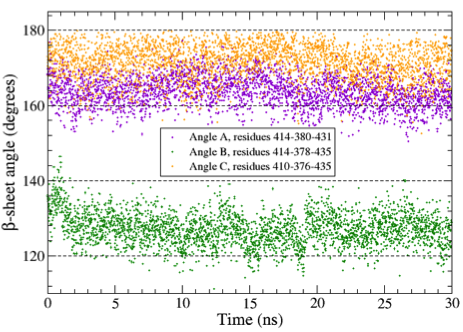 180
160
140
120
β-sheet angle (degrees)
Angle A, residues 414-380-431
Angle B, residues 414-378-435
Angle C, residues 410-376-435
0 5 10 15 20 25 30
Time (ns)